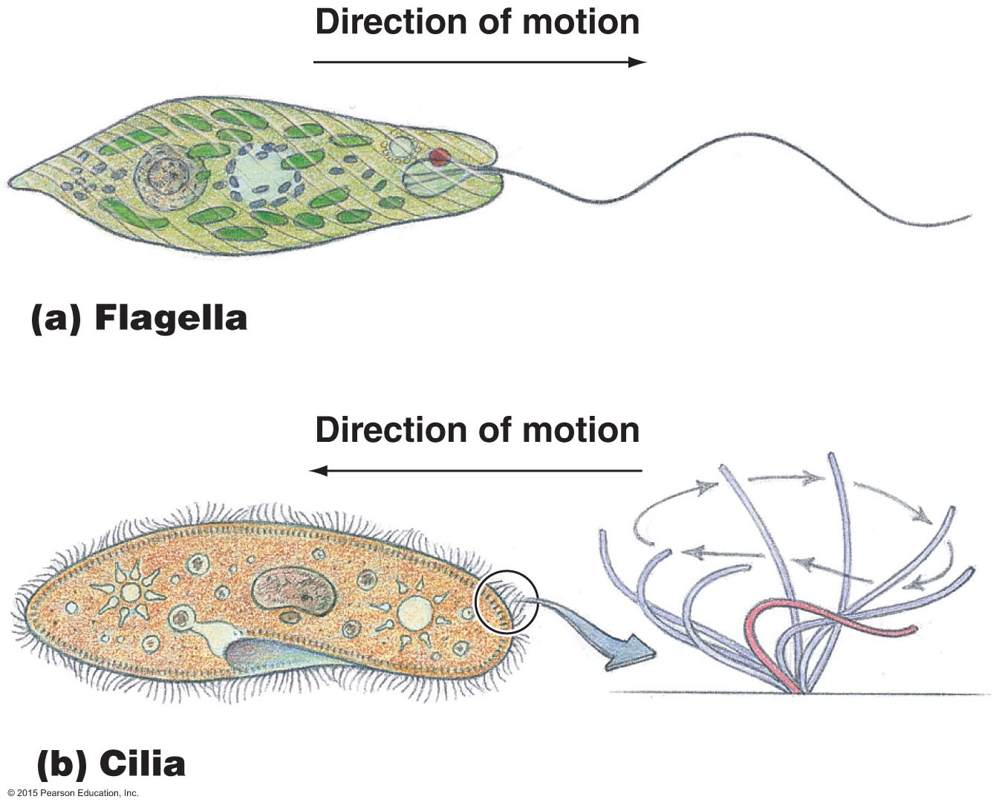 Direction of motion
(a) Flagella
Direction of motion
(b) Cilia
© 2015 Pearson Education, Inc.